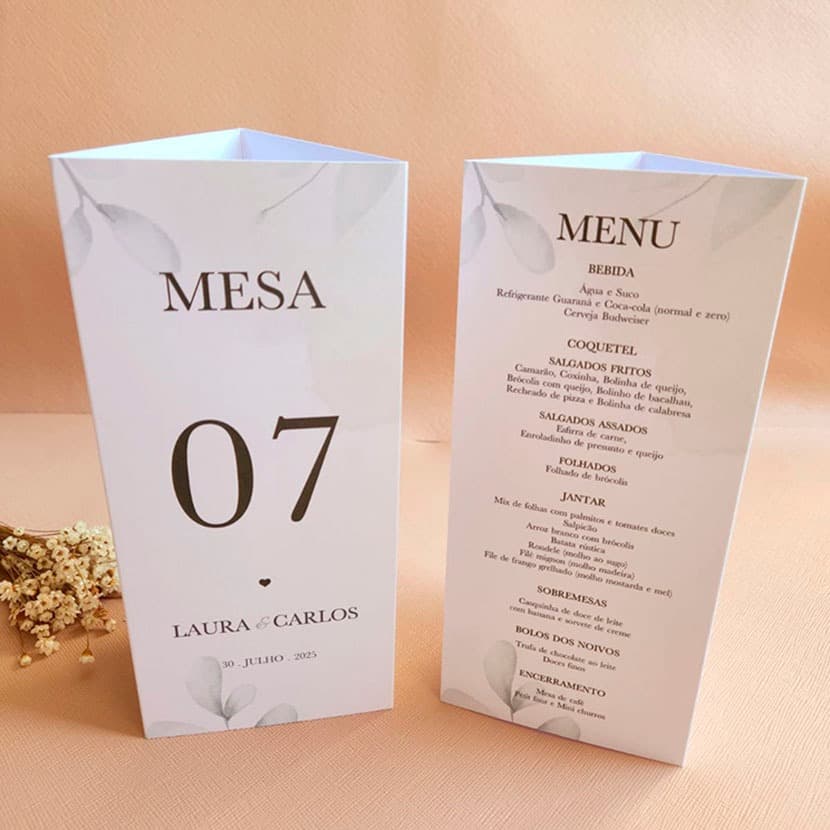 MESA
07
LAURA & CARLOS
30 . JULHO . 2025
MENU
BEBIDA
Água e Suco
Refrigerante Guaraná e Coca-cola (normal e zero)
Cerveja Budweiser
COQUETEL
SALGADOS FRITOS
Camarão, Coxinha, Bolinha de queijo,
Brócolis com queijo, Bolinho de bacalhau,
Recheado de pizza e Bolinha de calabresa
SALGADOS ASSADOS
Esfirra de carne,
Enroladinho de presunto e queijo
FOLHADOS
Folhado de brócolis
JANTAR
Mix de folhas com palmitos e tomates doces
Salpicão
Arroz branco com brócolis
Batata rústica
Rondele (molho ao sugo)
Filé mignon (molho madeira)
File de frango grelhado (molho mostarda e mel)
SOBREMESAS
Casquinha de doce de leite
com banana e sorvete de creme
BOLOS DOS NOIVOS
Trufa de chocolate ao leite
Doces finos
ENCERRAMENTO
Mesa de café
Petit four e Mini churros